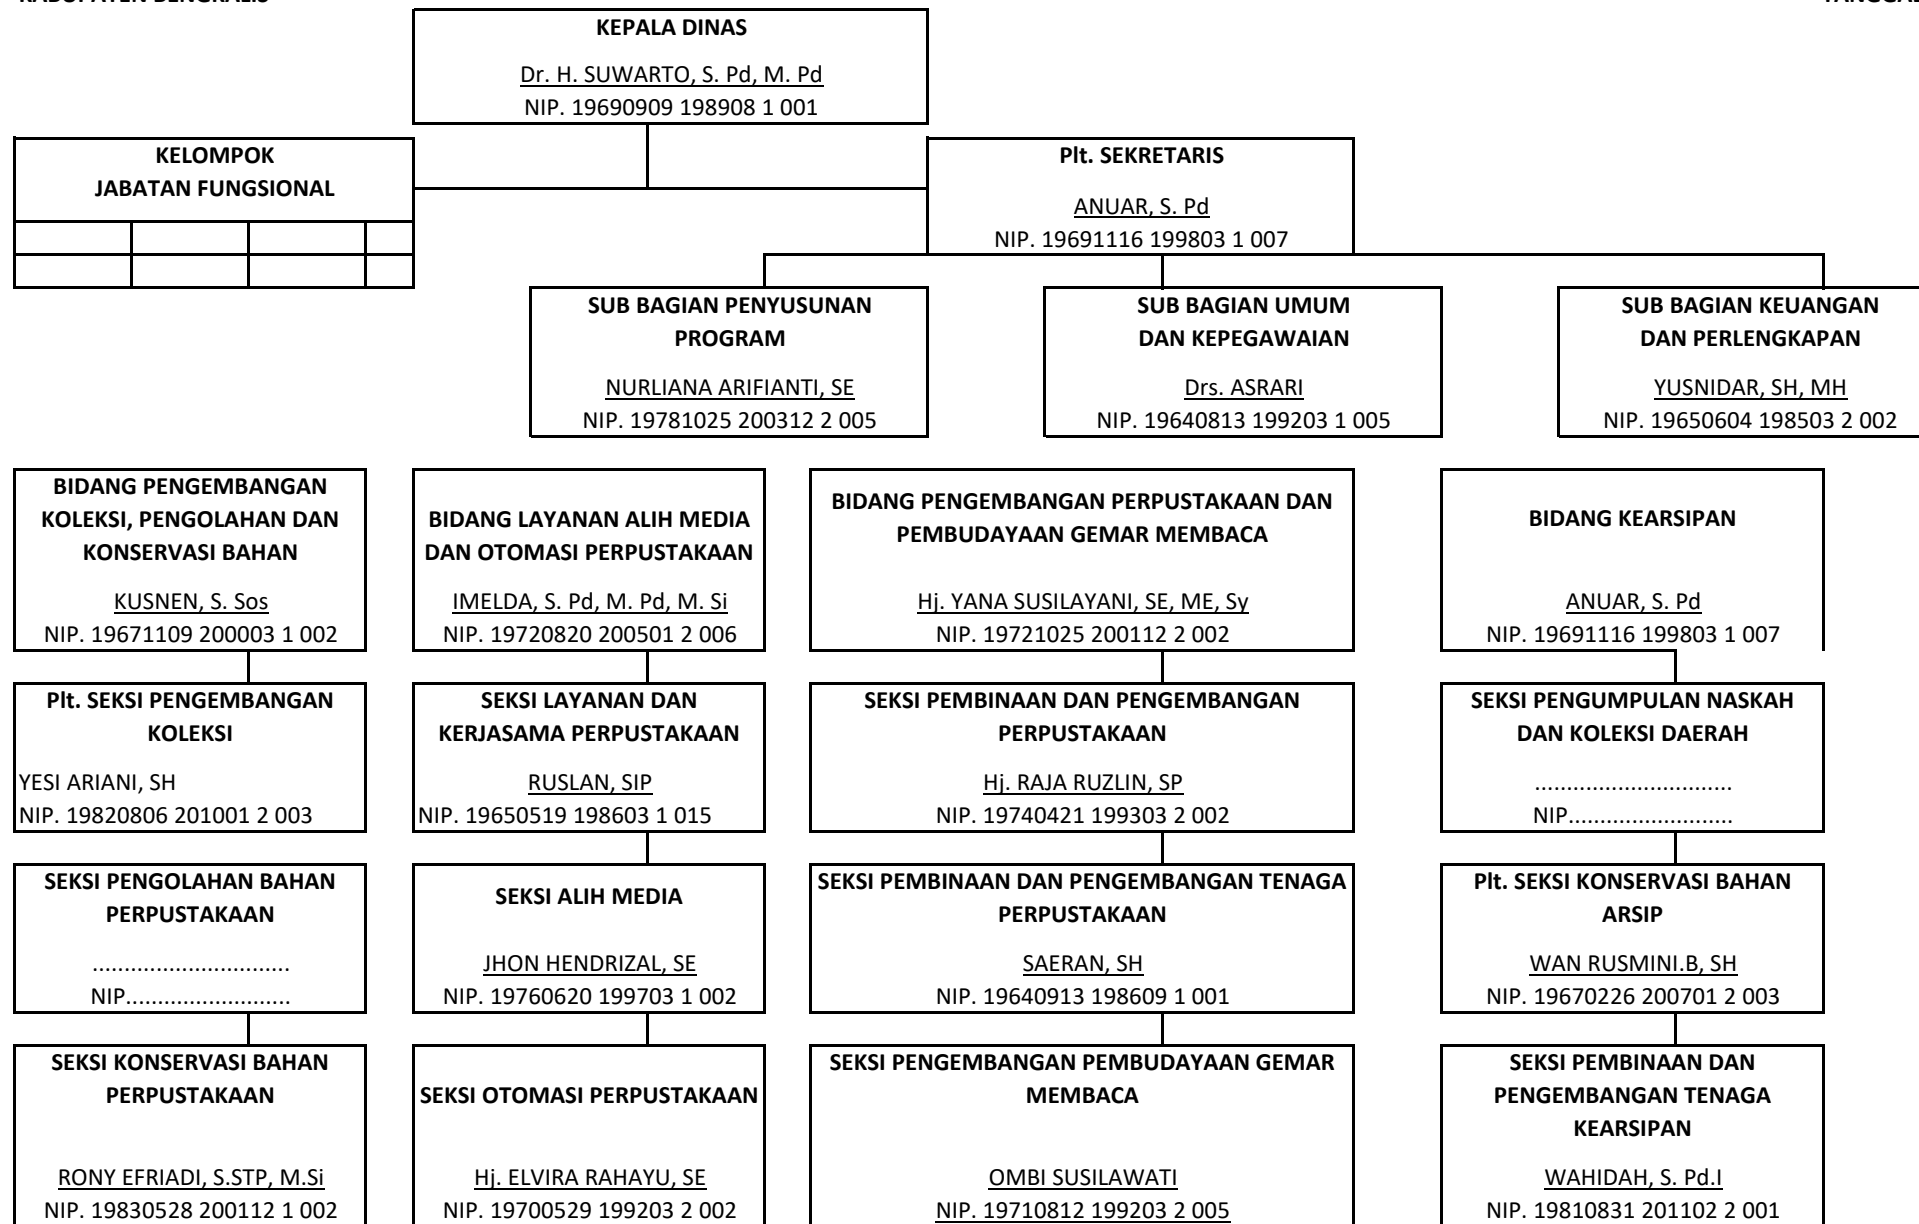 KABUPATEN BENGKALIS
TANGGAL
KEPALA DINAS
Dr. H. SUWARTO, S. Pd, M. Pd
NIP. 19690909 198908 1 001
KELOMPOK
JABATAN FUNGSIONAL
Plt. SEKRETARIS
ANUAR, S. Pd
NIP. 19691116 199803 1 007
SUB BAGIAN PENYUSUNAN
PROGRAM
NURLIANA ARIFIANTI, SE
NIP. 19781025 200312 2 005
SUB BAGIAN UMUM
DAN KEPEGAWAIAN
Drs. ASRARI
NIP. 19640813 199203 1 005
SUB BAGIAN KEUANGAN
DAN PERLENGKAPAN
YUSNIDAR, SH, MH
NIP. 19650604 198503 2 002
BIDANG PENGEMBANGAN
KOLEKSI, PENGOLAHAN DAN
KONSERVASI BAHAN
KUSNEN, S. Sos
NIP. 19671109 200003 1 002
BIDANG LAYANAN ALIH MEDIA
DAN OTOMASI PERPUSTAKAAN
IMELDA, S. Pd, M. Pd, M. Si
NIP. 19720820 200501 2 006
BIDANG PENGEMBANGAN PERPUSTAKAAN DAN
PEMBUDAYAAN GEMAR MEMBACA
Hj. YANA SUSILAYANI, SE, ME, Sy
NIP. 19721025 200112 2 002
BIDANG KEARSIPAN
ANUAR, S. Pd
NIP. 19691116 199803 1 007
Plt. SEKSI PENGEMBANGAN
KOLEKSI
YESI ARIANI, SH
NIP. 19820806 201001 2 003
SEKSI LAYANAN DAN
KERJASAMA PERPUSTAKAAN
RUSLAN, SIP
NIP. 19650519 198603 1 015
SEKSI PEMBINAAN DAN PENGEMBANGAN
PERPUSTAKAAN
Hj. RAJA RUZLIN, SP
NIP. 19740421 199303 2 002
SEKSI PENGUMPULAN NASKAH
DAN KOLEKSI DAERAH
...............................
NIP..........................
SEKSI PENGOLAHAN BAHAN
PERPUSTAKAAN
...............................
NIP..........................
SEKSI ALIH MEDIA
JHON HENDRIZAL, SE
NIP. 19760620 199703 1 002
SEKSI PEMBINAAN DAN PENGEMBANGAN TENAGA
PERPUSTAKAAN
SAERAN, SH
NIP. 19640913 198609 1 001
Plt. SEKSI KONSERVASI BAHAN
ARSIP
WAN RUSMINI.B, SH
NIP. 19670226 200701 2 003
SEKSI KONSERVASI BAHAN
PERPUSTAKAAN
RONY EFRIADI, S.STP, M.Si
NIP. 19830528 200112 1 002
SEKSI OTOMASI PERPUSTAKAAN
Hj. ELVIRA RAHAYU, SE
NIP. 19700529 199203 2 002
SEKSI PENGEMBANGAN PEMBUDAYAAN GEMAR
MEMBACA
OMBI SUSILAWATI
NIP. 19710812 199203 2 005
SEKSI PEMBINAAN DAN
PENGEMBANGAN TENAGA
KEARSIPAN
WAHIDAH, S. Pd.I
NIP. 19810831 201102 2 001